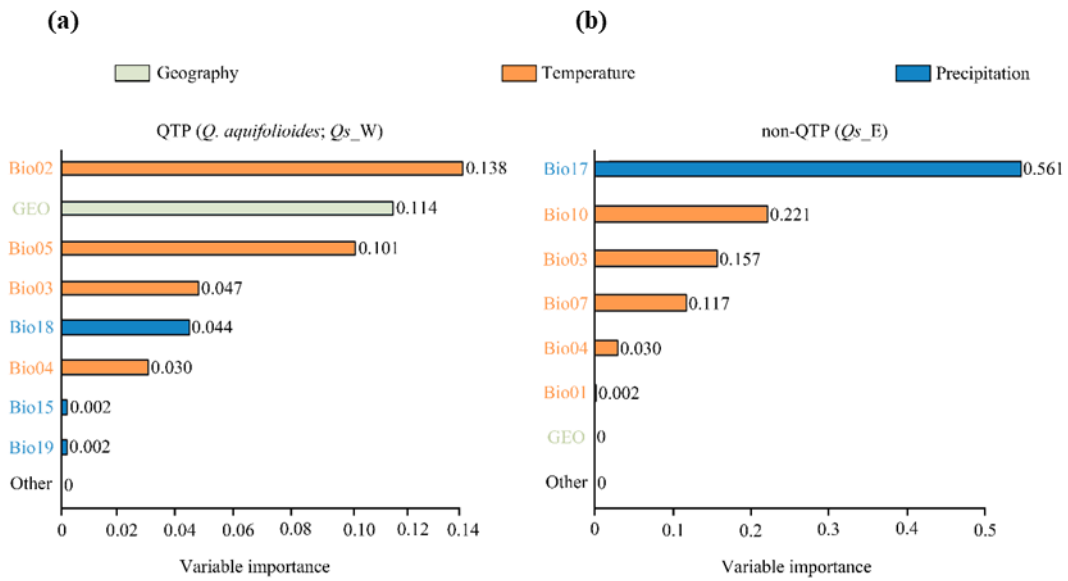 (a)
(b)
Geography
Temperature
Precipitation
QTP (Q. aquifolioides; Qs_W)
Bio02
0.138
GEO
0.114
Bio05
0.101
Bio03
0.047
Bio18
0.044
Bio04
0.030
Bio15
0.002
Bio19
0.002
Other
0
0 0.02 0.04 0.06 0.08 0.10 0.12 0.14
Variable importance
non-QTP (Qs_E)
Bio17
0.561
Bio10
0.221
Bio03
0.157
Bio07
0.117
Bio04
0.030
Bio01
0.002
GEO
0
Other
0
0 0.1 0.2 0.3 0.4 0.5
Variable importance